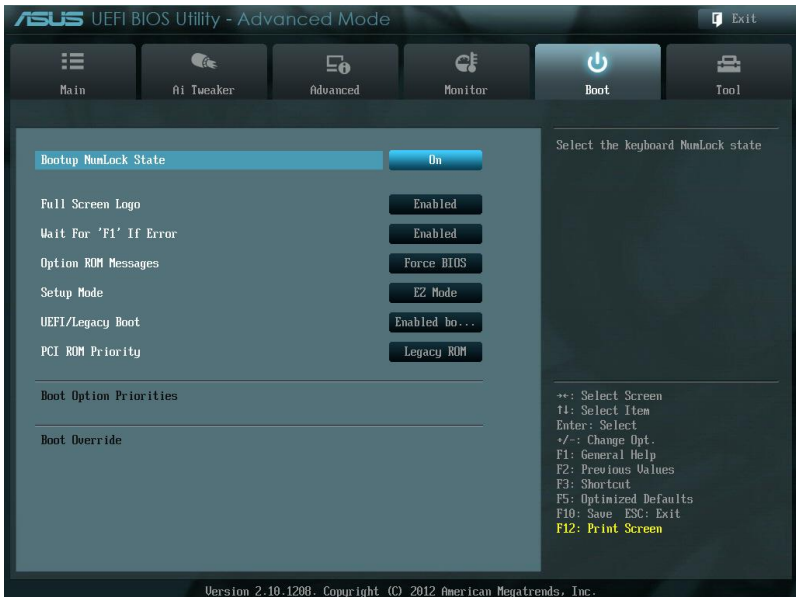 ASUS UEFI BIOS Utility - Advanced Mode
Exit
Main
Ai Tweaker
Advanced
Monitor
Boot
Tool
Bootup NumLock State On
Full Screen Logo Enabled
Wait For 'F1' If Error Enabled
Option ROM Messages Force BIOS
Setup Mode EZ Mode
UEFI/Legacy Boot Enabled bo...
PCI ROM Priority Legacy ROM
Boot Option Priorities
Boot Override
Select the keyboard NumLock state
→←: Select Screen
↑↓: Select Item
Enter: Select
+/-: Change Opt.
F1: General Help
F2: Previous Values
F3: Shortcut
F5: Optimized Defaults
F10: Save ESC: Exit
F12: Print Screen
Version 2.10.1208. Copyright (C) 2012 American Megatrends, Inc.